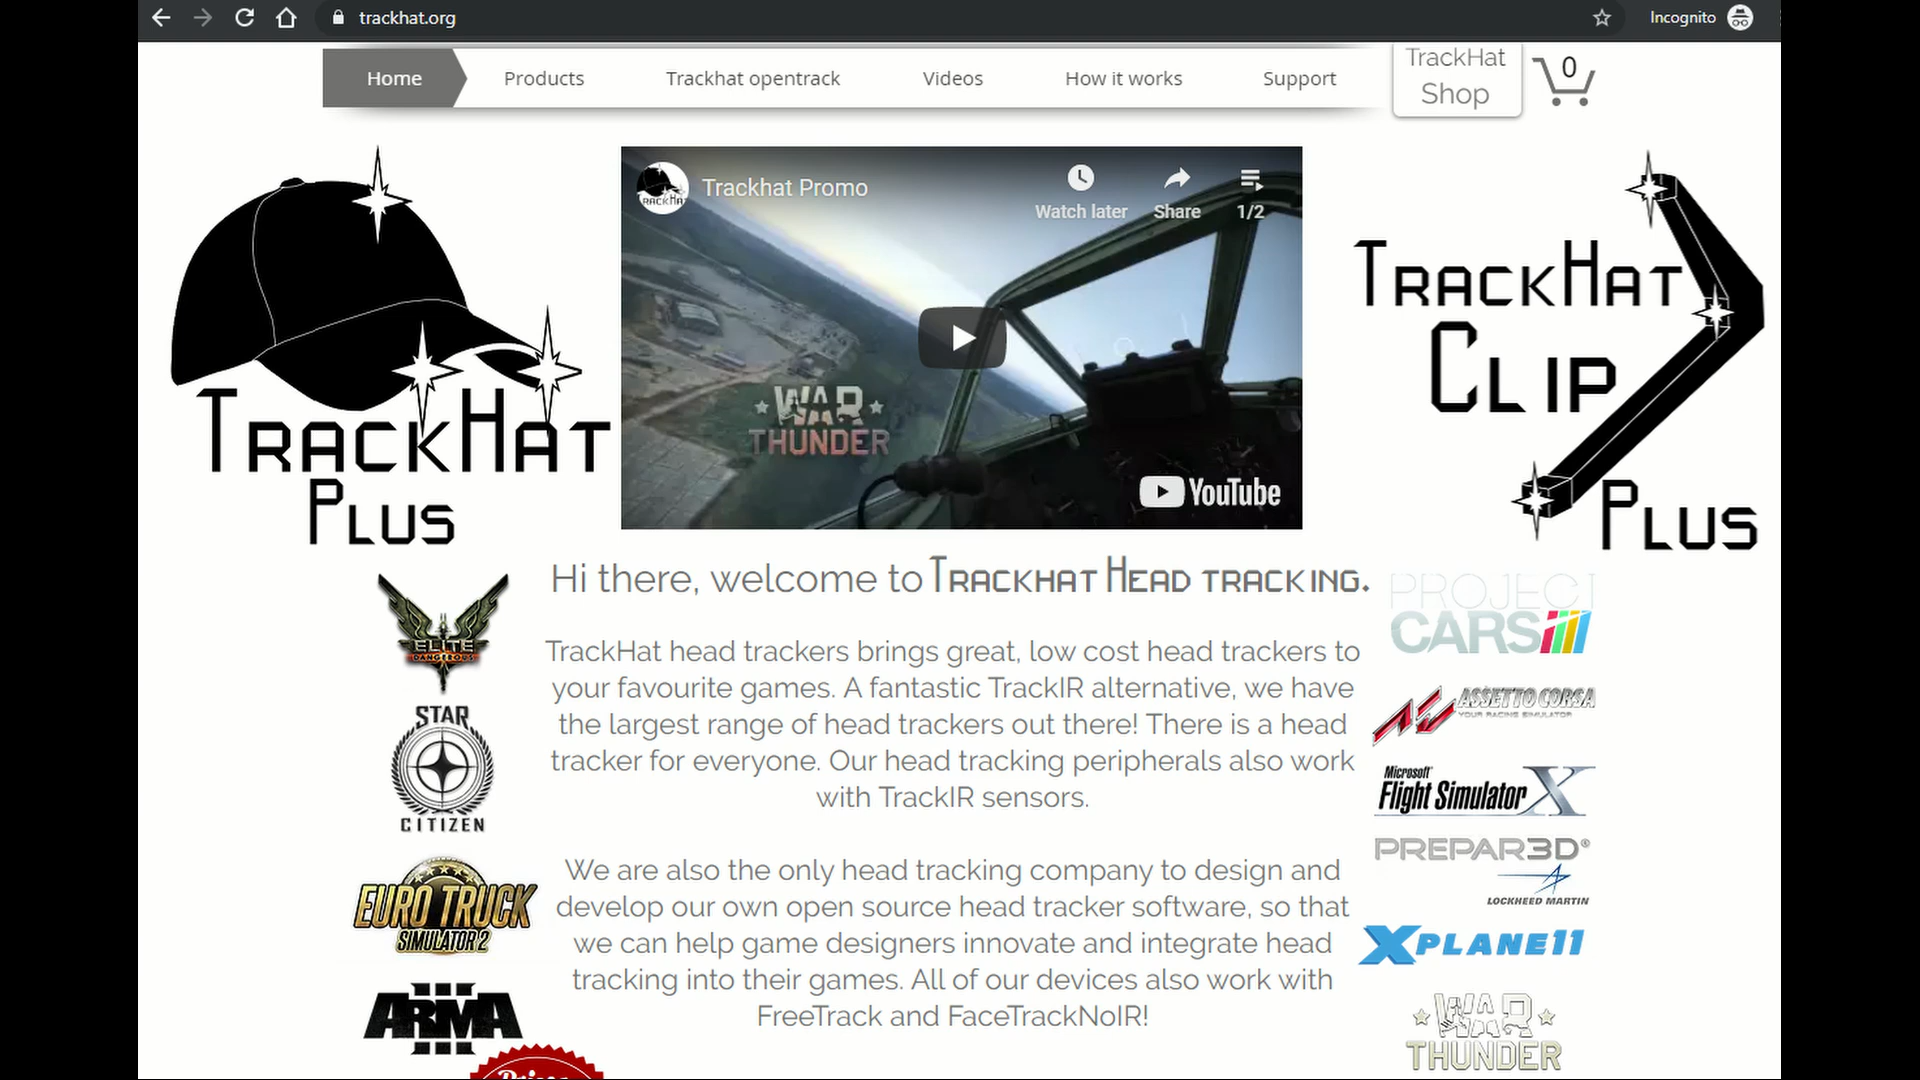 trackhat.org
Incognito
Home
Products
Trackhat opentrack
Videos
How it works
Support
TrackHat
Shop
0
TRACKHAT
PLUS
TRACKHAT
Trackhat Promo
Watch later
Share
1/2
WAR
THUNDER
YouTube
TRACKHAT
CLIP
PLUS
Hi there, welcome to TRACKHAT HEAD TRACKING.
TrackHat head trackers brings great, low cost head trackers to
your favourite games. A fantastic TrackIR alternative, we have
the largest range of head trackers out there! There is a head
tracker for everyone. Our head tracking peripherals also work
with TrackIR sensors.
We are also the only head tracking company to design and
develop our own open source head tracker software, so that
we can help game designers innovate and integrate head
tracking into their games. All of our devices also work with
FreeTrack and FaceTrackNoIR!
ELITE
DANGEROUS
STAR
CITIZEN
EURO TRUCK
SIMULATOR 2
ARMA
III
PROJECT
CARS
ASSETTO CORSA
YOUR RACING SIMULATOR
Microsoft
Flight Simulator X
PREPAR3D®
LOCKHEED MARTIN
XPLANE11
WAR
THUNDER